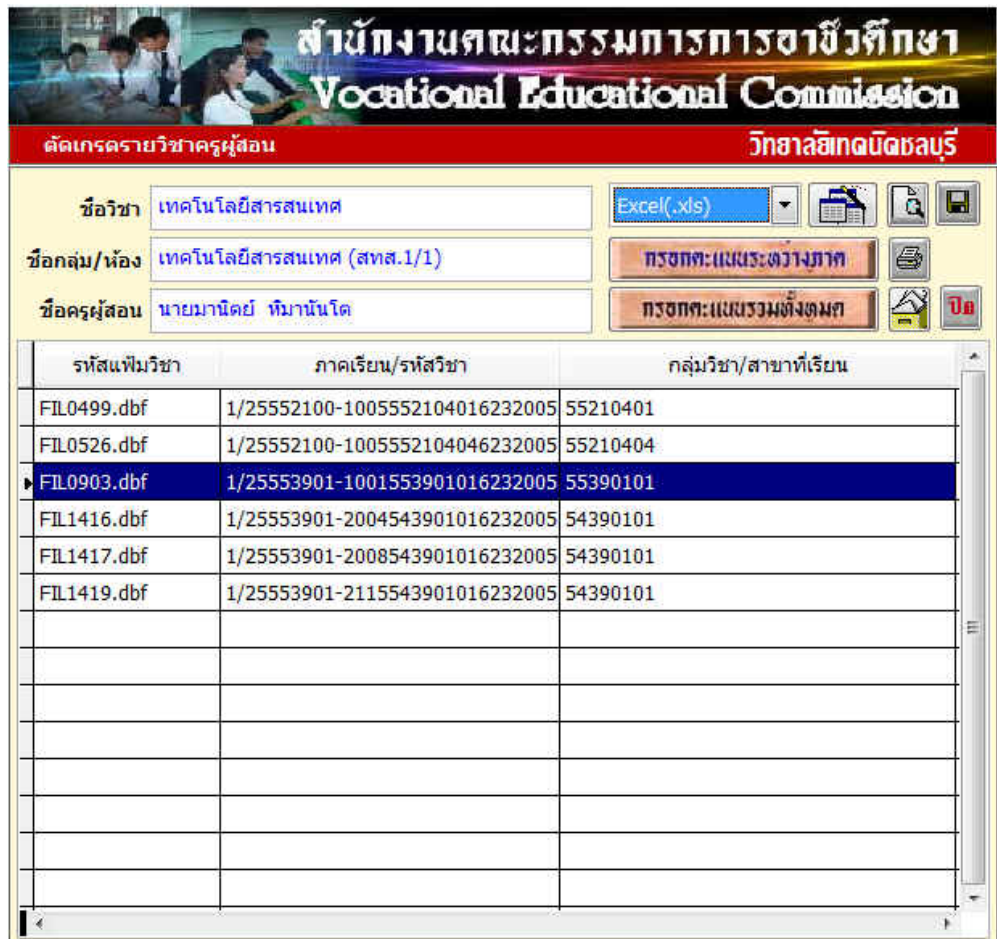 สำนักงานคณะกรรมการการอาชีวศึกษา
Vocational Educational Commission
ตัดเกรดรายวิชาครูผู้สอน วิทยาลัยเทคนิคชลบุรี
ชื่อวิชา เทคโนโลยีสารสนเทศ Excel(.xls)
ชื่อกลุ่ม/ห้อง เทคโนโลยีสารสนเทศ (สทส.1/1) กรอกคะแนนระหว่างภาค
ชื่อครูผู้สอน นายมานิตย์ หิมานันโต กรอกคะแนนรวมทั้งหมด ปิด
รหัสแฟ้มวิชา ภาคเรียน/รหัสวิชา กลุ่มวิชา/สาขาที่เรียน
FIL0499.dbf 1/25552100-1005552104016232005 55210401
FIL0526.dbf 1/25552100-1005552104046232005 55210404
FIL0903.dbf 1/25553901-1001553901016232005 55390101
FIL1416.dbf 1/25553901-2004543901016232005 54390101
FIL1417.dbf 1/25553901-2008543901016232005 54390101
FIL1419.dbf 1/25553901-2115543901016232005 54390101